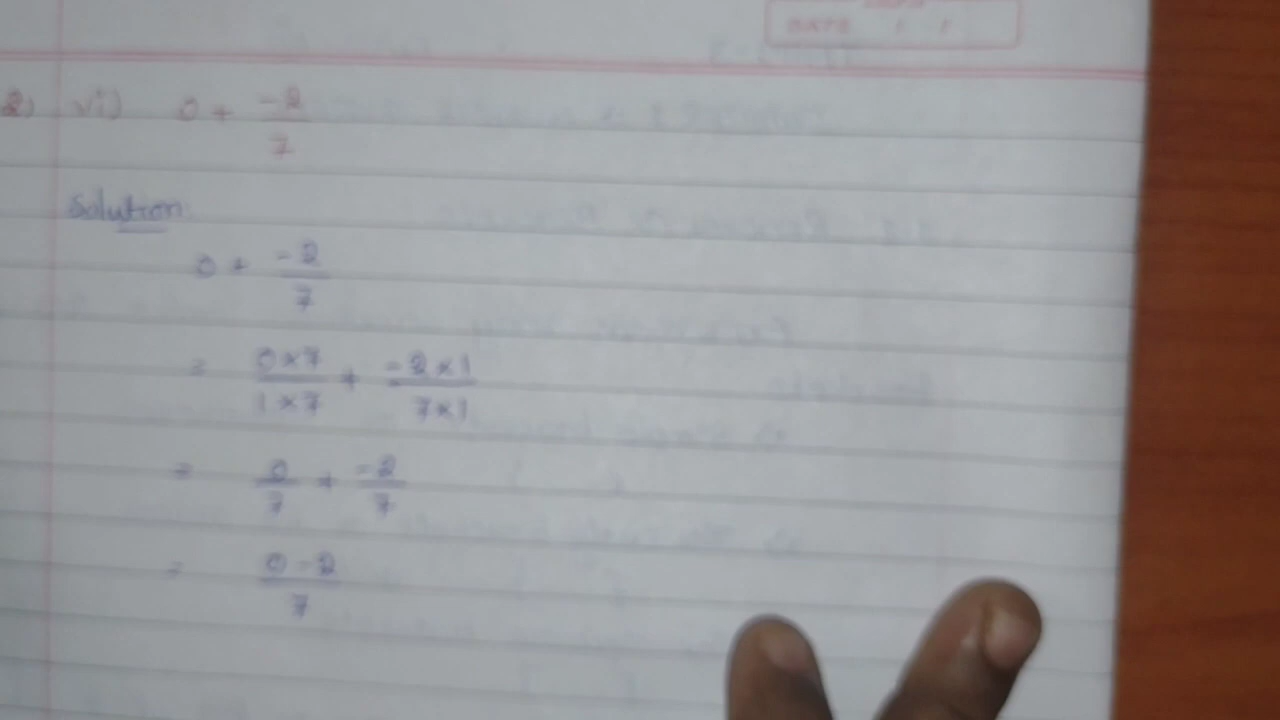 DATE / /
2) vi) 0 + -2/7
Solution:
0 + -2/7
= 0×7/1×7 + -2×1/7×1
= 0/7 + -2/7
= 0-2/7